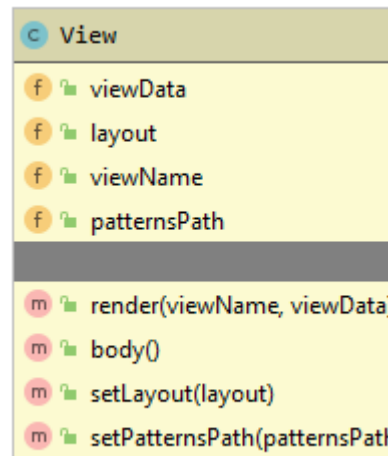 C View
f viewData
f layout
f viewName
f patternsPath
m render(viewName, viewData)
m body()
m setLayout(layout)
m setPatternsPath(patternsPath